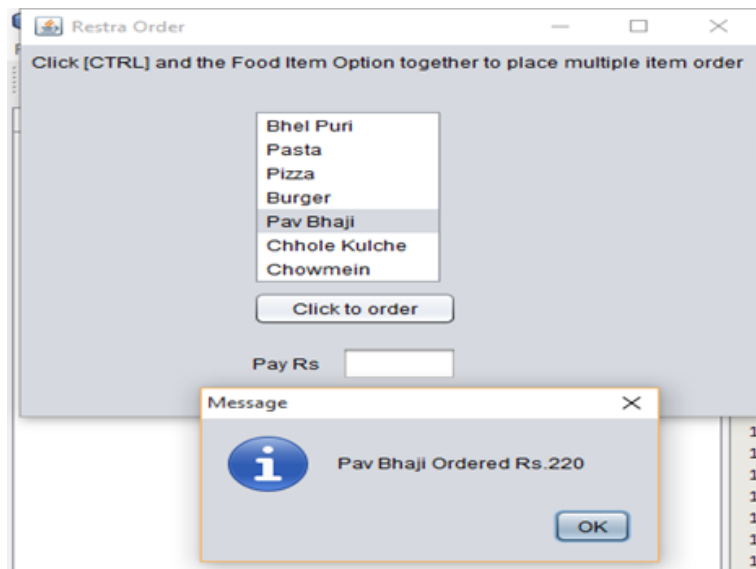 Restra Order
Click [CTRL] and the Food Item Option together to place multiple item order
Bhel Puri
Pasta
Pizza
Burger
Pav Bhaji
Chhole Kulche
Chowmein
Click to order
Pay Rs
Message
Pav Bhaji Ordered Rs.220
OK